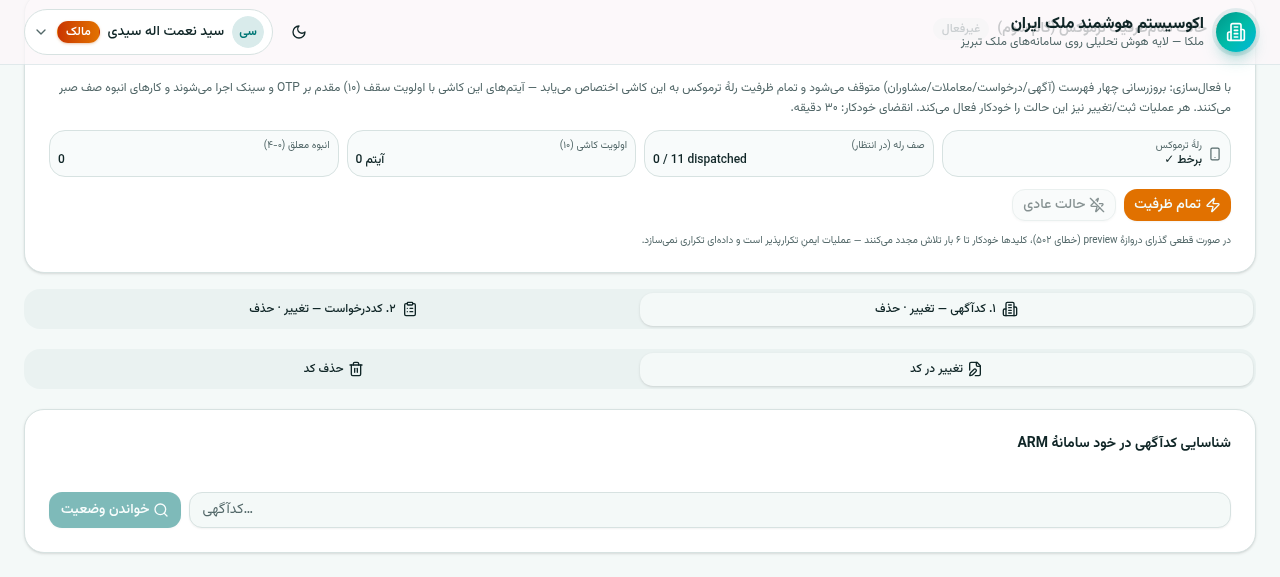 اکوسیستم هوشمند ملک ایران
ملکا — لایه هوش تحلیلی روی سامانه‌های ملک تبریز
غیرفعال
سی
سید نعمت اله سیدی
مالک
با فعال‌سازی: بروزرسانی چهار فهرست (آگهی/درخواست/معاملات/مشاوران) متوقف می‌شود و تمام ظرفیت رلهٔ ترموکس به این کاشی اختصاص می‌یابد — آیتم‌های این کاشی با اولویت سقف (۱۰) مقدم بر OTP و سینک اجرا می‌شوند و کارهای انبوه صف صبر
می‌کنند. هر عملیات ثبت/تغییر نیز این حالت را خودکار فعال می‌کند. انقضای خودکار: ۳۰ دقیقه.
رلهٔ ترموکس
برخط ✓
صف رله (در انتظار)
0 / 11 dispatched
اولویت کاشی (۱۰)
0 آیتم
انبوه معلق (۰-۴)
0
تمام ظرفیت
حالت عادی
در صورت قطعی گذرای دروازهٔ preview (خطای ۵۰۲)، کلیدها خودکار تا ۶ بار تلاش مجدد می‌کنند — عملیات ایمنِ تکرارپذیر است و داده‌ای تکراری نمی‌سازد.
۱. کدآگهی — تغییر · حذف
۲. کددرخواست — تغییر · حذف
تغییر در کد
حذف کد
شناسایی کدآگهی در خود سامانهٔ ARM
کدآگهی…
خواندن وضعیت